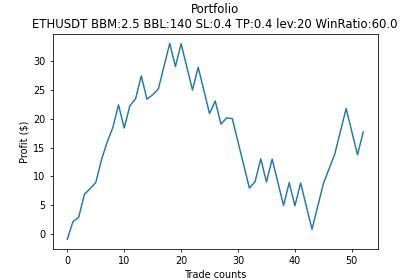 Portfolio
ETHUSDT BBM:2.5 BBL:140 SL:0.4 TP:0.4 lev:20 WinRatio:60.0
Profit ($)
30
25
20
15
10
5
0
0 10 20 30 40 50
Trade counts